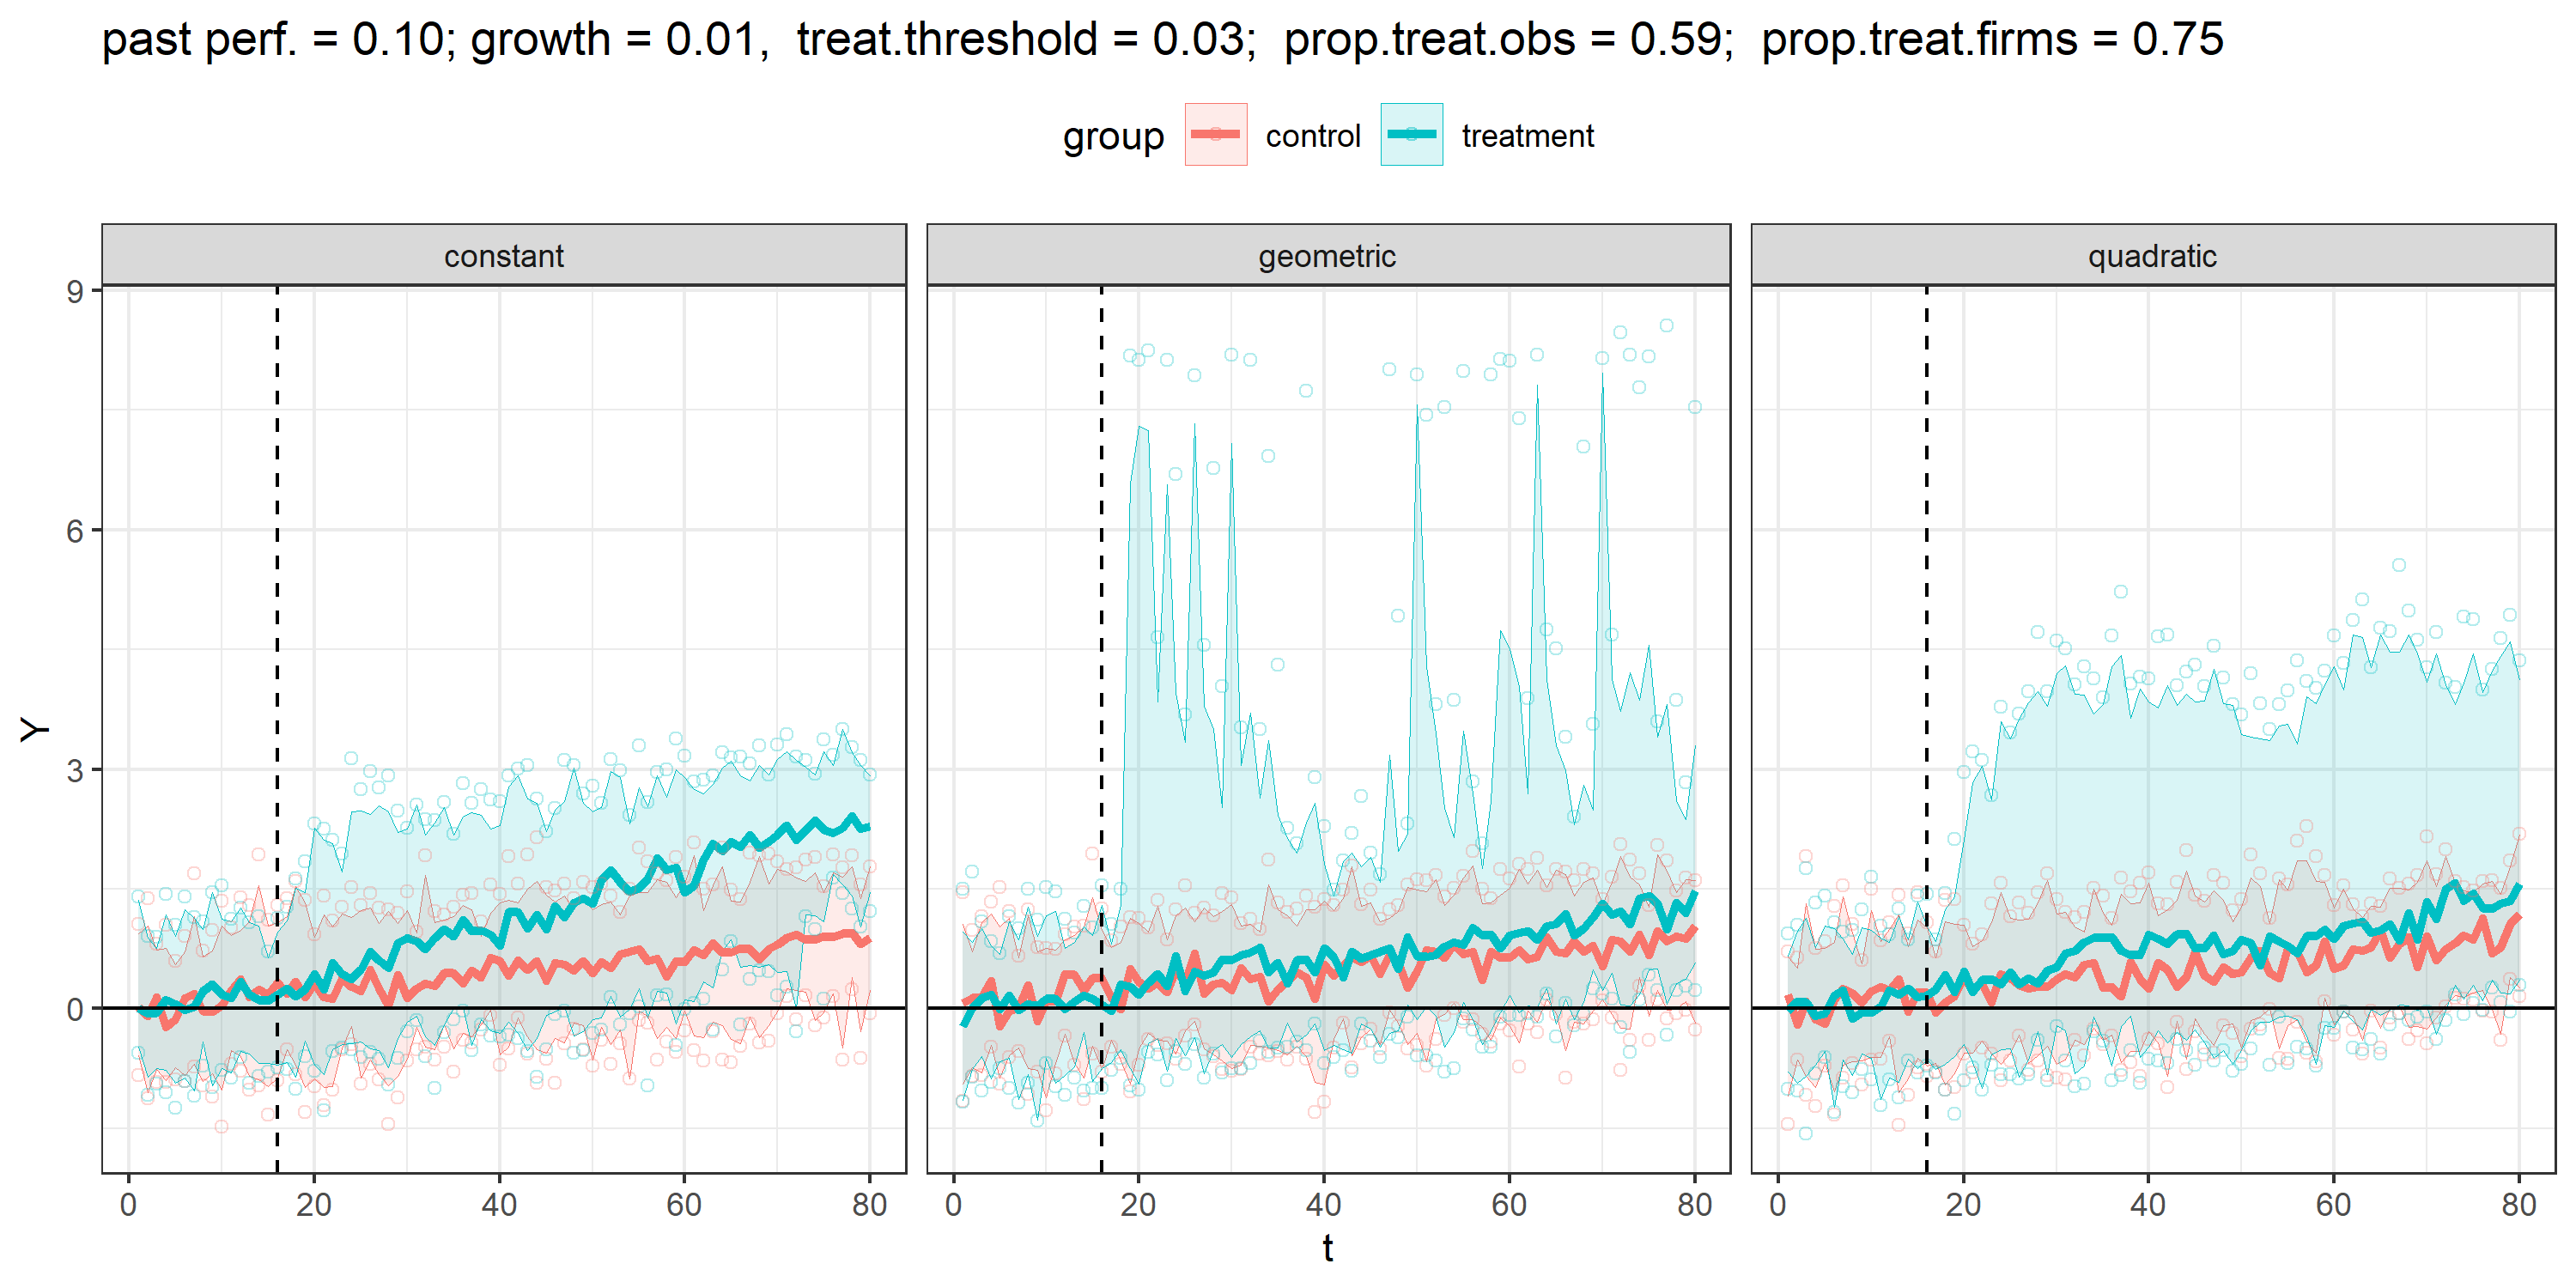 past perf. = 0.10; growth = 0.01,  treat.threshold = 0.03;  prop.treat.obs = 0.59;  prop.treat.firms = 0.75
group control treatment
constant geometric quadratic
9
6
3
0
Y
0 20 40 60 80 0 20 40 60 80 0 20 40 60 80
t